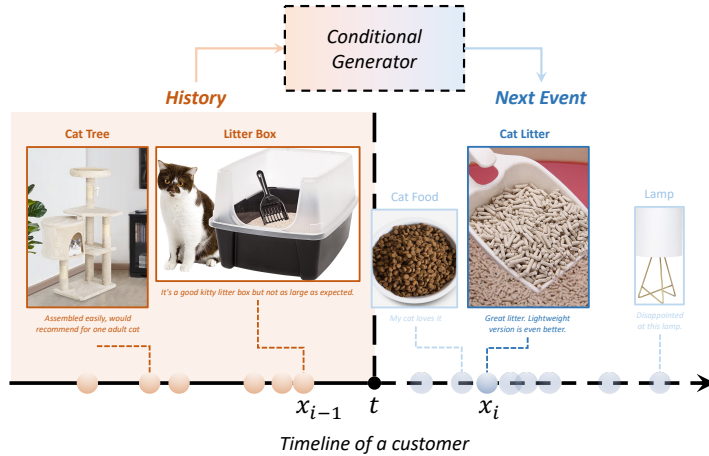 Conditional
Generator
History
Next Event
Cat Tree
Litter Box
Cat Litter
Cat Food
Lamp
It's a good kitty litter box but not as large as expected.
Assembled easily, would
recommend for one adult cat
My cat loves it
Great litter. Lightweight
version is even better.
Disappointed
at this lamp.
x_{i−1}
t
x_i
Timeline of a customer